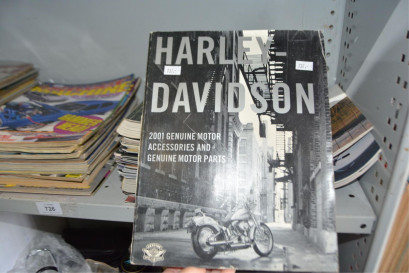 HARLEY-
DAVIDSON
2001 GENUINE MOTOR
ACCESSORIES AND
GENUINE MOTOR PARTS
726